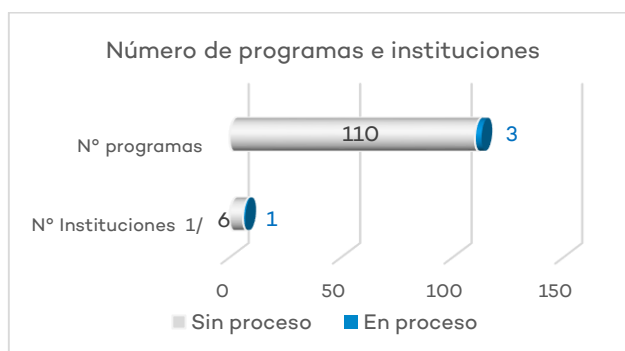 Número de programas e instituciones
N° programas 110 3
N° Instituciones 1/ 6 1
0 50 100 150
Sin proceso En proceso